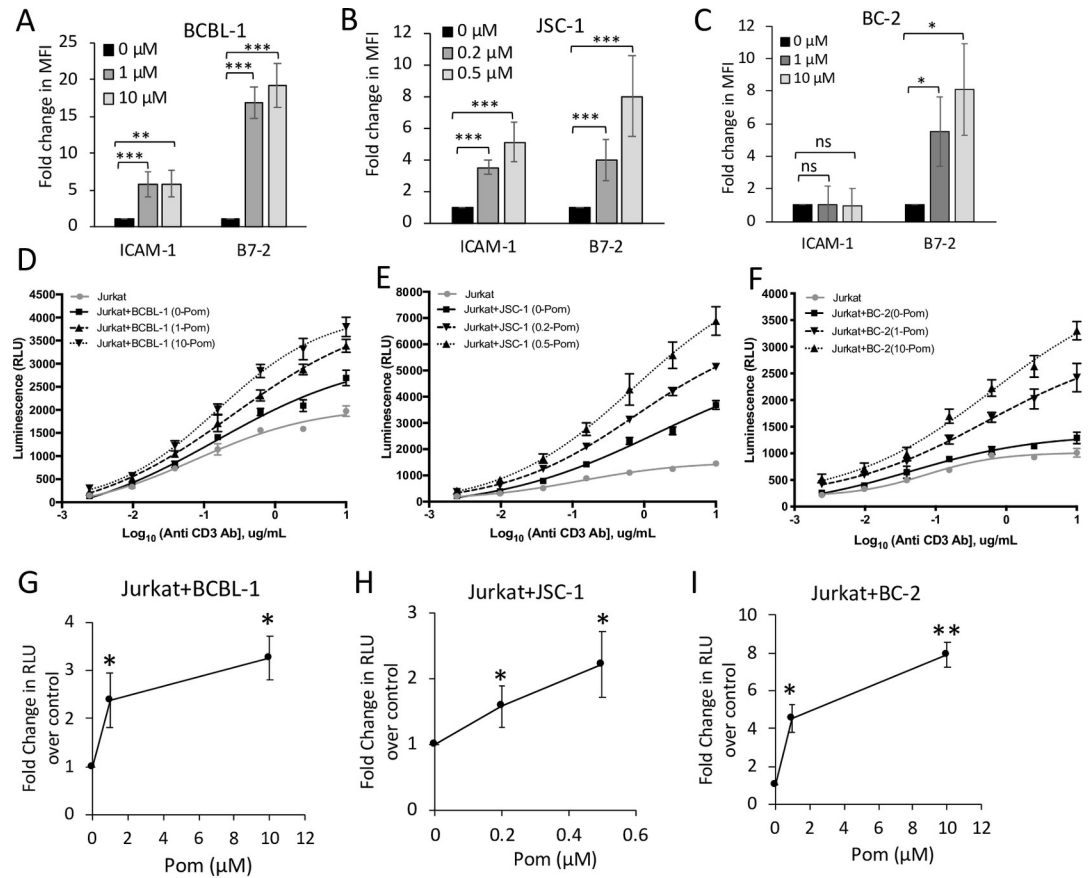 A
BCBL-1
Fold change in MFI
25
20
15
10
5
0
0 µM
1 µM
10 µM
***
**
***
***
ICAM-1
B7-2
B
JSC-1
Fold change in MFI
12
10
8
6
4
2
0
0 µM
0.2 µM
0.5 µM
***
***
***
***
ICAM-1
B7-2
C
BC-2
Fold change in MFI
12
10
8
6
4
2
0
0 µM
1 µM
10 µM
ns
ns
*
*
ICAM-1
B7-2
D
Luminescence (RLU)
4500
4000
3500
3000
2500
2000
1500
1000
500
0
Jurkat
Jurkat+BCBL-1 (0-Pom)
Jurkat+BCBL-1 (1-Pom)
Jurkat+BCBL-1 (10-Pom)
-3 -2 -1 0 1
Log10 (Anti CD3 Ab], ug/mL
E
Luminescence (RLU)
8000
7000
6000
5000
4000
3000
2000
1000
0
Jurkat
Jurkat+JSC-1 (0-Pom)
Jurkat+JSC-1 (0.2-Pom)
Jurkat+JSC-1 (0.5-Pom)
-3 -2 -1 0 1
Log10 (Anti CD3 Ab], ug/mL
F
Luminescence (RLU)
4000
3500
3000
2500
2000
1500
1000
500
0
Jurkat
Jurkat+BC-2(0-Pom)
Jurkat+BC-2(1-Pom)
Jurkat+BC-2(10-Pom)
-3 -2 -1 0 1
Log10 (Anti CD3 Ab], ug/mL
G
Jurkat+BCBL-1
Fold Change in RLU
over control
4
3
2
1
0
*
*
0 2 4 6 8 10 12
Pom (µM)
H
Jurkat+JSC-1
Fold Change in RLU
over control
3
2
1
0
*
*
0 0.2 0.4 0.6
Pom (µM)
I
Jurkat+BC-2
Fold Change in RLU
over control
10
8
6
4
2
0
*
**
0 2 4 6 8 10 12
Pom (µM)